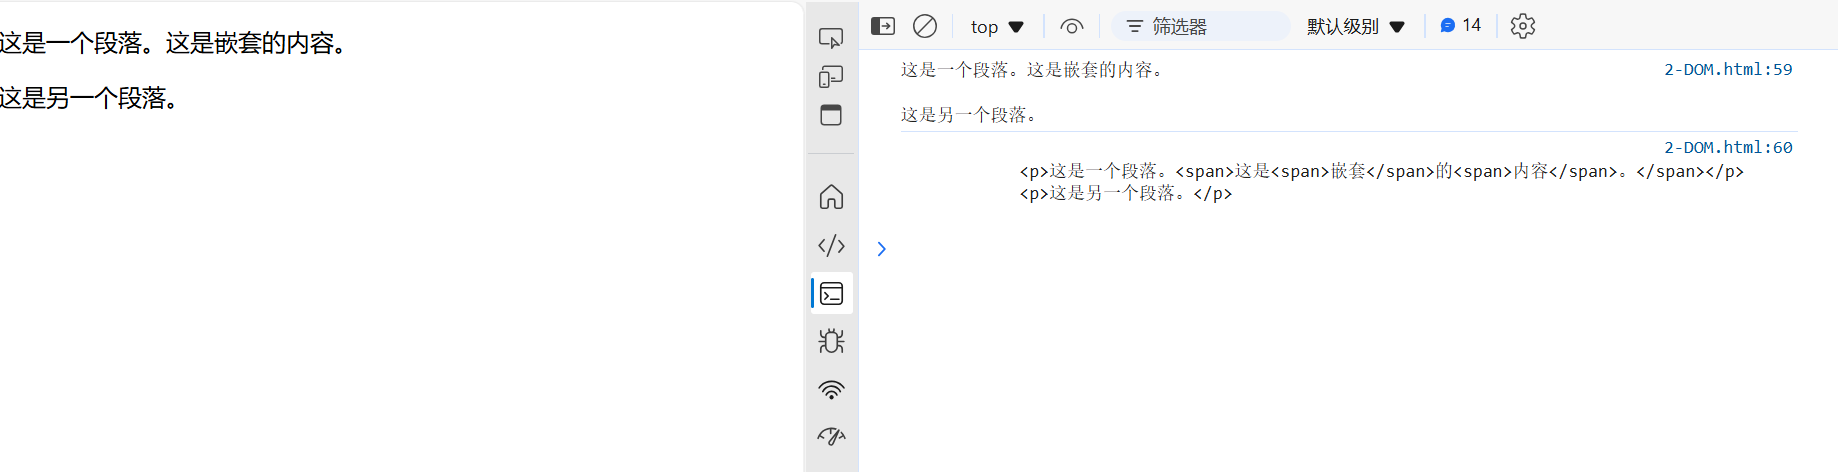 这是一个段落。这是嵌套的内容。
这是另一个段落。
top 筛选器 默认级别 14
这是一个段落。这是嵌套的内容。 2-DOM.html:59
这是另一个段落。
2-DOM.html:60
<p>这是一个段落。<span>这是<span>嵌套</span>的<span>内容</span>。</span></p>
<p>这是另一个段落。</p>